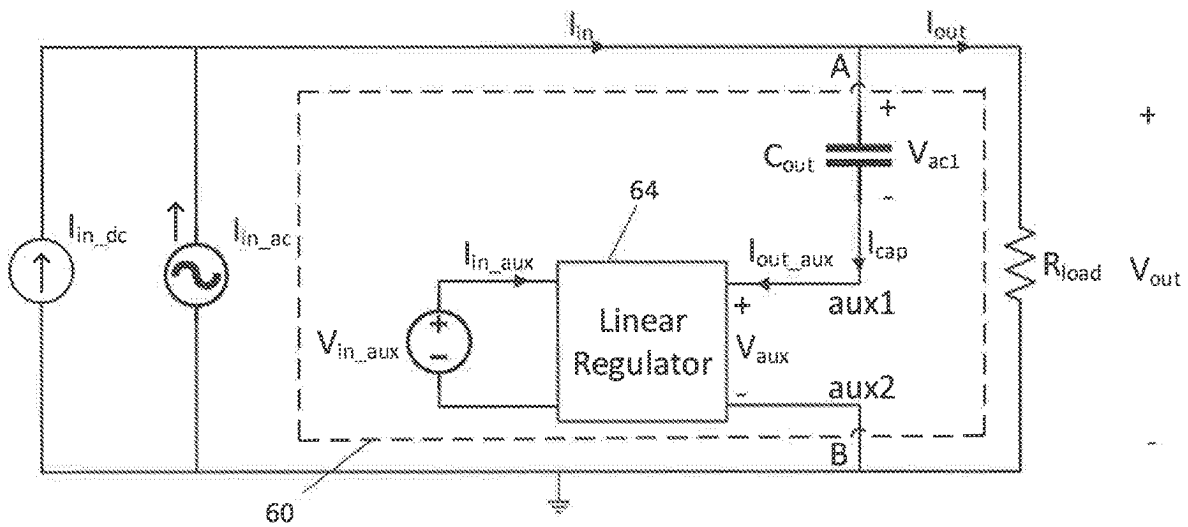 I_in
I_out
A
+
C_out
V_ac1
-
64
I_in_dc
I_in_ac
I_in_aux
I_out_aux
I_cap
+
-
V_in_aux
Linear
Regulator
+
V_aux
-
aux1
aux2
R_load
+
V_out
-
B
60